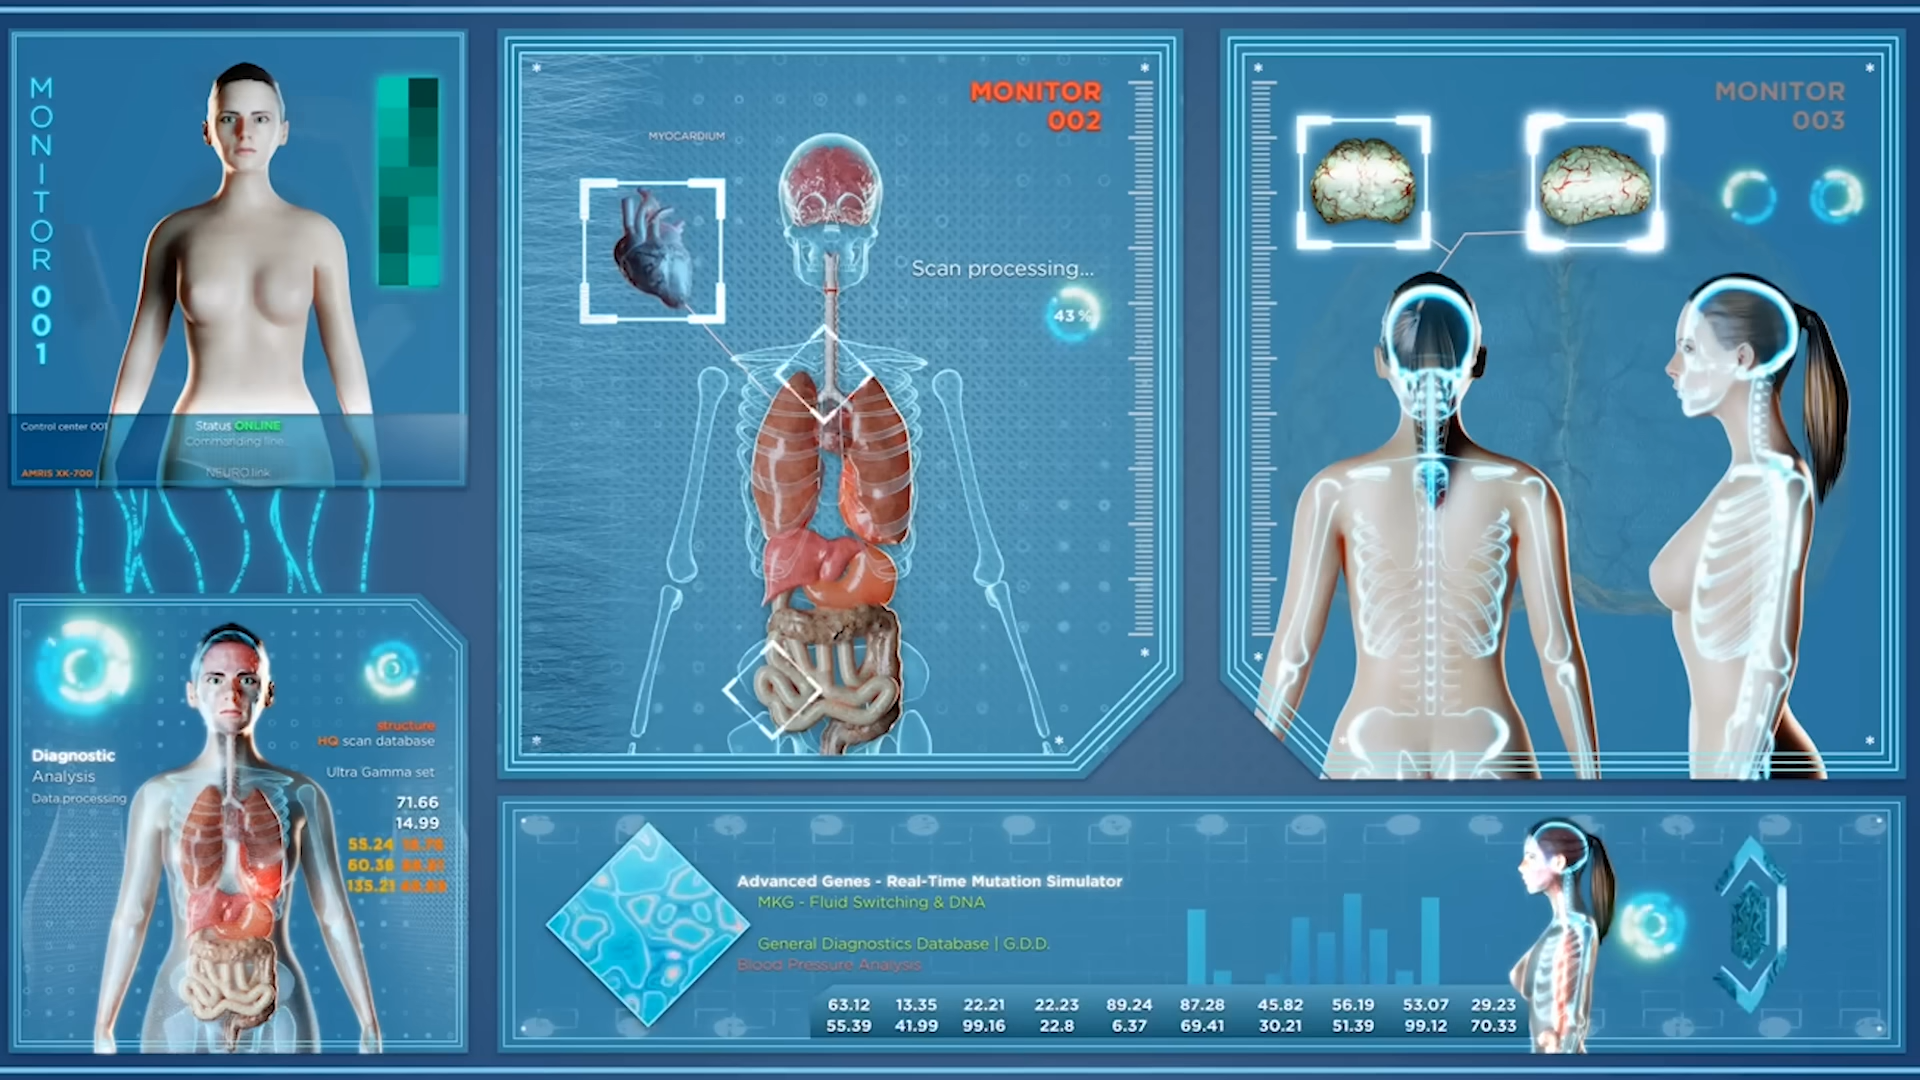 MONITOR 001
Control center 001
Status ONLINE
Commanding line...
AMRIS XK-700
NEURO.link
MONITOR
002
MYOCARDIUM
Scan processing...
43 %
MONITOR
003
structure
HQ scan database
Diagnostic
Analysis
Data processing
Ultra Gamma set
71.66
14.99
55.24
60.38
135.21
Advanced Genes - Real-Time Mutation Simulator
MKG - Fluid Switching & DNA
General Diagnostics Database | G.D.D.
Blood Pressure Analysis
63.12 13.35 22.21 22.23 89.24 87.28 45.82 56.19 53.07 29.23
55.39 41.99 99.16 22.8 6.37 69.41 30.21 51.39 99.12 70.33